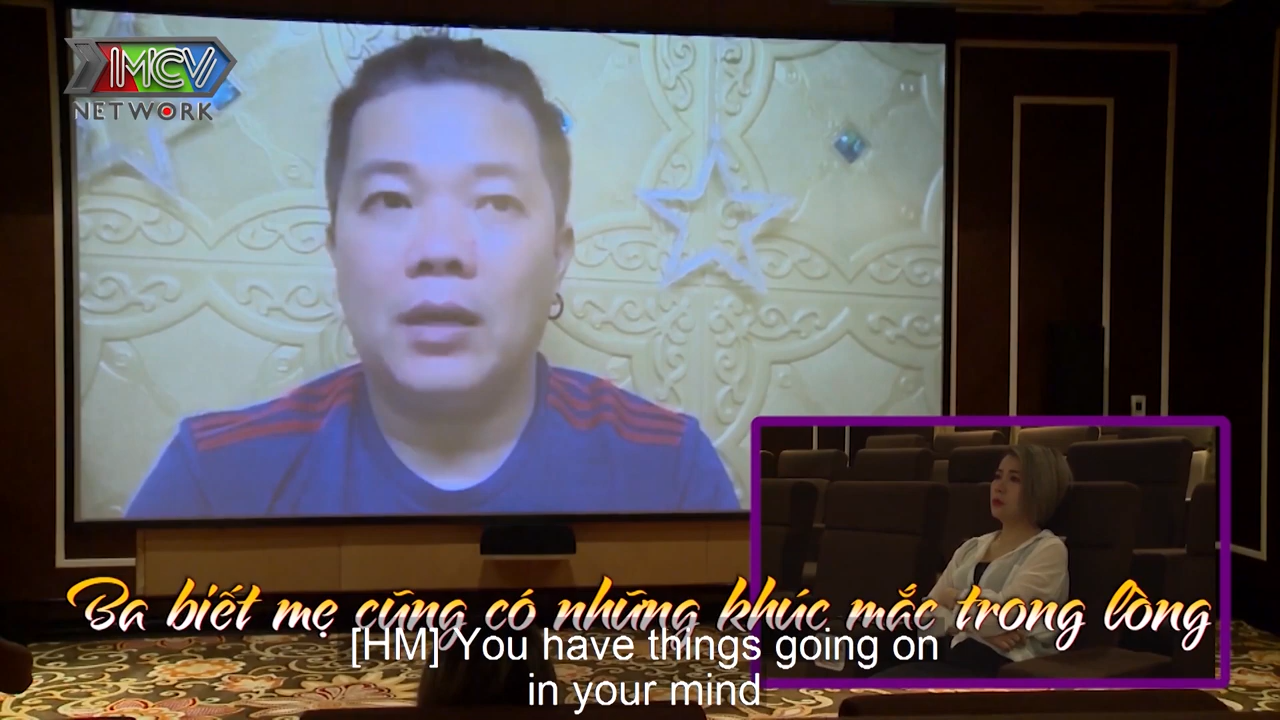 MCV
NETWORK
Ba biết mẹ cũng có những khúc mắc trong lòng
[HM] You have things going on
in your mind